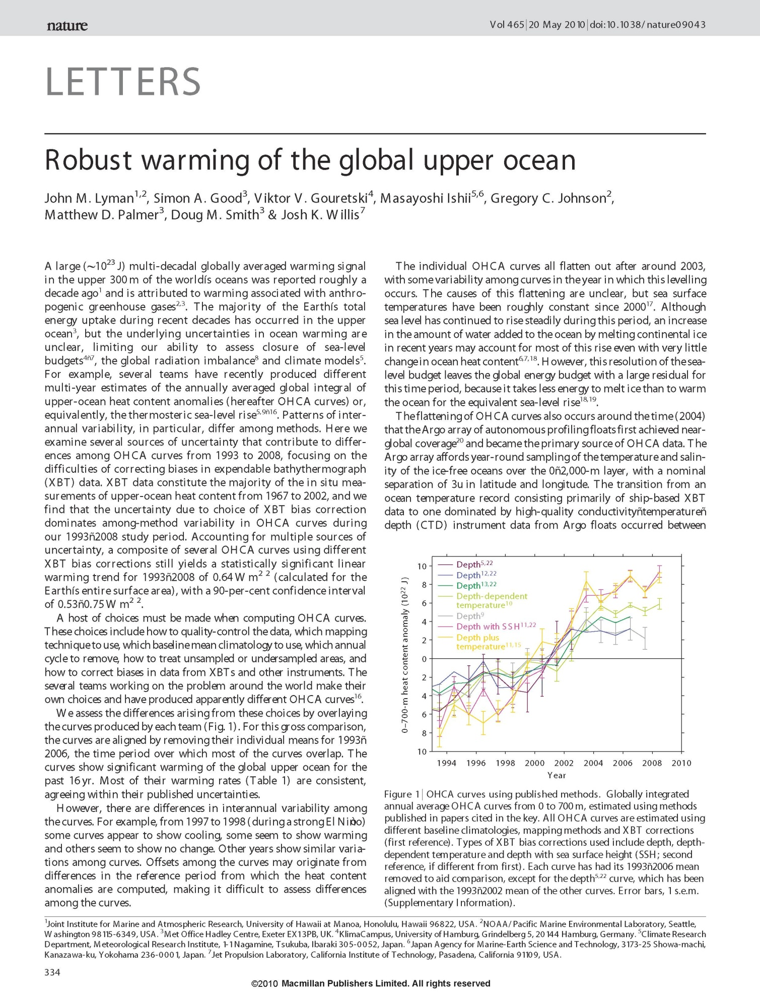 nature
Vol 465|20 May 2010|doi:10.1038/nature09043
LETTERS
Robust warming of the global upper ocean
John M. Lyman1,2, Simon A. Good3, Viktor V. Gouretski4, Masayoshi Ishii5,6, Gregory C. Johnson2,
Matthew D. Palmer3, Doug M. Smith3 & Josh K. Willis7
A large (~10^23 J) multi-decadal globally averaged warming signal
in the upper 300 m of the worldís oceans was reported roughly a
decade ago1 and is attributed to warming associated with anthro-
pogenic greenhouse gases2,3. The majority of the Earthís total
energy uptake during recent decades has occurred in the upper
ocean3, but the underlying uncertainties in ocean warming are
unclear, limiting our ability to assess closure of sea-level
budgets4ñ7, the global radiation imbalance8 and climate models5.
For example, several teams have recently produced different
multi-year estimates of the annually averaged global integral of
upper-ocean heat content anomalies (hereafter OHCA curves) or,
equivalently, the thermosteric sea-level rise5,9ñ16. Patterns of inter-
annual variability, in particular, differ among methods. Here we
examine several sources of uncertainty that contribute to differ-
ences among OHCA curves from 1993 to 2008, focusing on the
difficulties of correcting biases in expendable bathythermograph
(XBT) data. XBT data constitute the majority of the in situ mea-
surements of upper-ocean heat content from 1967 to 2002, and we
find that the uncertainty due to choice of XBT bias correction
dominates among-method variability in OHCA curves during
our 1993ñ2008 study period. Accounting for multiple sources of
uncertainty, a composite of several OHCA curves using different
XBT bias corrections still yields a statistically significant linear
warming trend for 1993ñ2008 of 0.64 W m2 2 (calculated for the
Earthís entire surface area), with a 90-per-cent confidence interval
of 0.53ñ0.75 W m2 2.
A host of choices must be made when computing OHCA curves.
These choices include how to quality-control the data, which mapping
technique to use, which baseline mean climatology to use, which annual
cycle to remove, how to treat unsampled or undersampled areas, and
how to correct biases in data from XBTs and other instruments. The
several teams working on the problem around the world make their
own choices and have produced apparently different OHCA curves16.
We assess the differences arising from these choices by overlaying
the curves produced by each team (Fig. 1). For this gross comparison,
the curves are aligned by removing their individual means for 1993ñ
2006, the time period over which most of the curves overlap. The
curves show significant warming of the global upper ocean for the
past 16 yr. Most of their warming rates (Table 1) are consistent,
agreeing within their published uncertainties.
However, there are differences in interannual variability among
the curves. For example, from 1997 to 1998 (during a strong El Niño)
some curves appear to show cooling, some seem to show warming
and others seem to show no change. Other years show similar varia-
tions among curves. Offsets among the curves may originate from
differences in the reference period from which the heat content
anomalies are computed, making it difficult to assess differences
among the curves.
The individual OHCA curves all flatten out after around 2003,
with some variability among curves in the year in which this levelling
occurs. The causes of this flattening are unclear, but sea surface
temperatures have been roughly constant since 200017. Although
sea level has continued to rise steadily during this period, an increase
in the amount of water added to the ocean by melting continental ice
in recent years may account for most of this rise even with very little
change in ocean heat content6,7,18. However, this resolution of the sea-
level budget leaves the global energy budget with a large residual for
this time period, because it takes less energy to melt ice than to warm
the ocean for the equivalent sea-level rise18,19.
The flattening of OHCA curves also occurs around the time (2004)
that the Argo array of autonomous profiling floats first achieved near-
global coverage20 and became the primary source of OHCA data. The
Argo array affords year-round sampling of the temperature and salin-
ity of the ice-free oceans over the 0ñ2,000-m layer, with a nominal
separation of 3u in latitude and longitude. The transition from an
ocean temperature record consisting primarily of ship-based XBT
data to one dominated by high-quality conductivityñtemperatureñ
depth (CTD) instrument data from Argo floats occurred between
0–700-m heat content anomaly (10^22 J)
10
8
6
4
2
0
2
4
6
8
10
Depth5,22
Depth12,22
Depth13,22
Depth-dependent
temperature10
Depth9
Depth with SSH11,22
Depth plus
temperature11,15
1994 1996 1998 2000 2002 2004 2006 2008 2010
Year
Figure 1| OHCA curves using published methods. Globally integrated
annual average OHCA curves from 0 to 700 m, estimated using methods
published in papers cited in the key. All OHCA curves are estimated using
different baseline climatologies, mapping methods and XBT corrections
(first reference). Types of XBT bias corrections used include depth, depth-
dependent temperature and depth with sea surface height (SSH; second
reference, if different from first). Each curve has had its 1993ñ2006 mean
removed to aid comparison, except for the depth5,22 curve, which has been
aligned with the 1993ñ2002 mean of the other curves. Error bars, 1 s.e.m.
(Supplementary Information).
1Joint Institute for Marine and Atmospheric Research, University of Hawaii at Manoa, Honolulu, Hawaii 96822, USA. 2NOAA/Pacific Marine Environmental Laboratory, Seattle,
Washington 98115-6349, USA. 3Met Office Hadley Centre, Exeter EX13PB, UK. 4KlimaCampus, University of Hamburg, Grindelberg 5, 20144 Hamburg, Germany. 5Climate Research
Department, Meteorological Research Institute, 1-1 Nagamine, Tsukuba, Ibaraki 305-0052, Japan. 6Japan Agency for Marine-Earth Science and Technology, 3173-25 Showa-machi,
Kanazawa-ku, Yokohama 236-0001, Japan. 7Jet Propulsion Laboratory, California Institute of Technology, Pasadena, California 91109, USA.
334
©2010 Macmillan Publishers Limited. All rights reserved